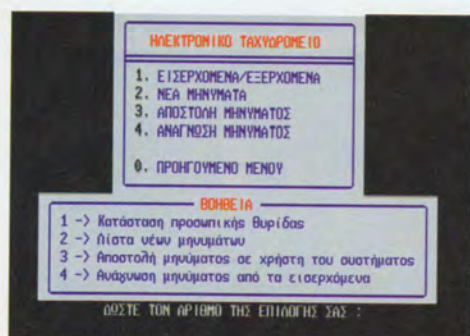 ΗΛΕΚΤΡΟΝΙΚΟ ΤΑΧΥΔΡΟΜΕΙΟ
1. ΕΙΣΕΡΧΟΜΕΝΑ/ΕΞΕΡΧΟΜΕΝΑ
2. ΝΕΑ ΜΗΝΥΜΑΤΑ
3. ΑΠΟΣΤΟΛΗ ΜΗΝΥΜΑΤΟΣ
4. ΑΝΑΓΝΩΣΗ ΜΗΝΥΜΑΤΟΣ
0. ΠΡΟΗΓΟΥΜΕΝΟ ΜΕΝΟΥ
ΒΟΗΘΕΙΑ
1 -> Κατάσταση προσωπικής θυρίδας
2 -> Λίστα νέων μηνυμάτων
3 -> Αποστολή μηνύματος σε χρήστη του συστήματος
4 -> Ανάγνωση μηνύματος από τα εισερχόμενα
ΔΩΣΤΕ ΤΟΝ ΑΡΙΘΜΟ ΤΗΣ ΕΠΙΛΟΓΗΣ ΣΑΣ :